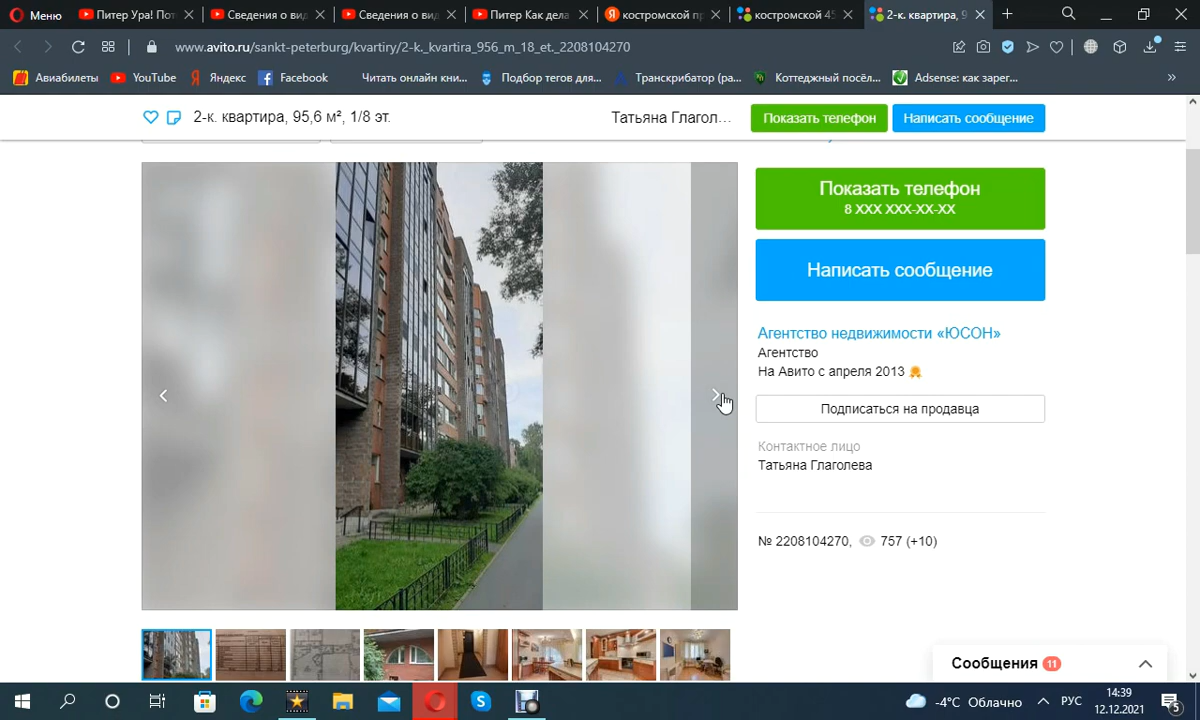 Меню
Питер Ура! Пот
Сведения о вид
Сведения о вид
Питер Как дела
костромской пр
костромской 45
2-к. квартира, 9
www.avito.ru/sankt-peterburg/kvartiry/2-k._kvartira_956_m_18_et._2208104270
Авиабилеты
YouTube
Яндекс
Facebook
Читать онлайн кни...
Подбор тегов для...
Транскрибатор (ра...
Коттеджный посёл...
Adsense: как зарег...
2-к. квартира, 95,6 м², 1/8 эт.
Татьяна Глагол...
Показать телефон
Написать сообщение
Показать телефон
8 XXX XXX-XX-XX
Написать сообщение
Агентство недвижимости «ЮСОН»
Агентство
На Авито с апреля 2013
Подписаться на продавца
Контактное лицо
Татьяна Глаголева
№ 2208104270, 757 (+10)
Сообщения 11
-4°C Облачно
РУС
14:39
12.12.2021
5